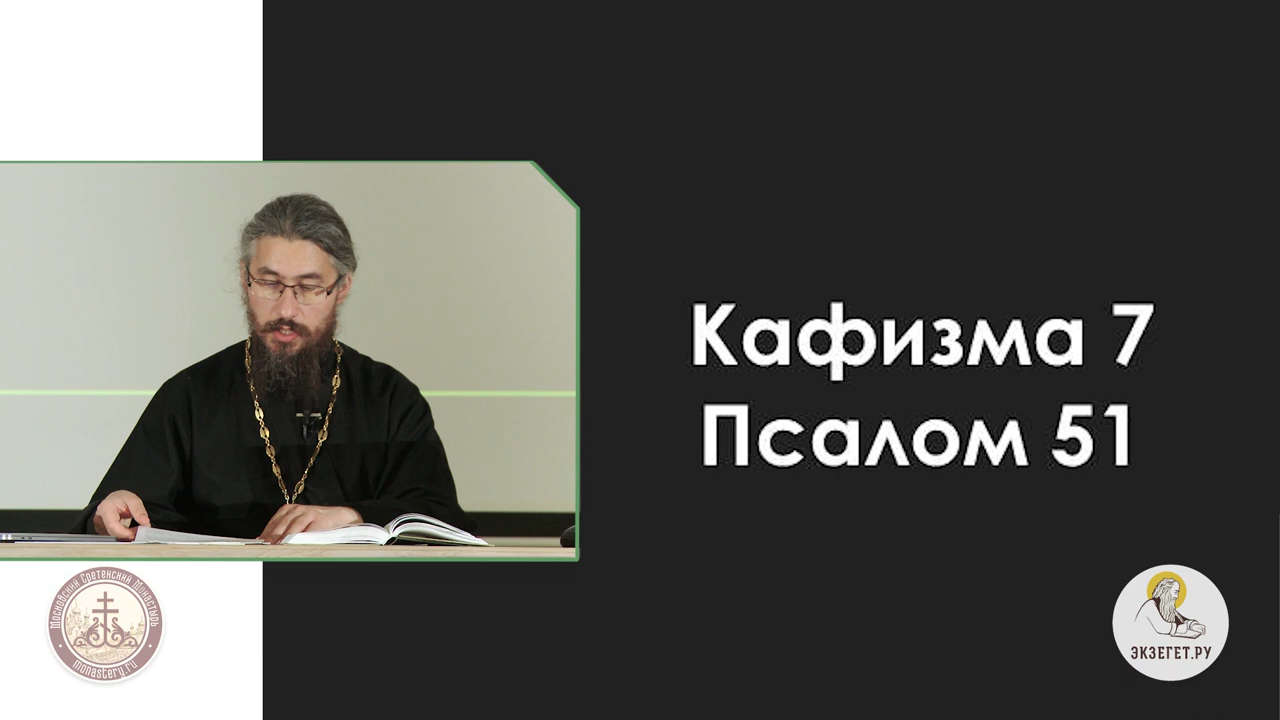 Кафизма 7
Псалом 51
Московский Сретенский Монастырь
monastery.ru
ЭКЗЕГЕТ.РУ